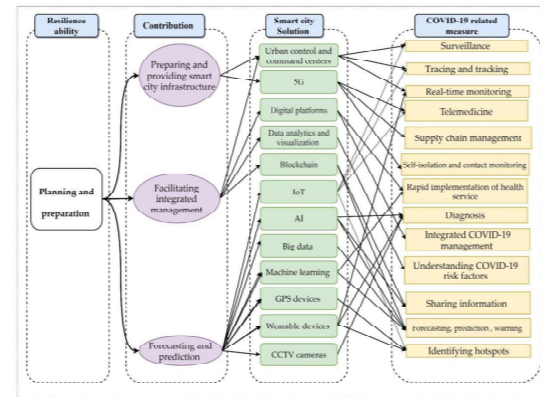 Resilience
ability
Contribution
Smart city
Solution
COVID-19 related
measure
Planning and
preparation
Preparing and
providing smart
city infrastructure
Facilitating
integrated
management
Forecasting and
prediction
Urban control and
command centers
5G
Digital platforms
Data analytics and
visualization
Blockchain
IoT
AI
Big data
Machine learning
GPS devices
Wearable devices
CCTV cameras
Surveillance
Tracing and tracking
Real-time monitoring
Telemedicine
Supply chain management
Self-isolation and contact monitoring
Rapid implementation of health
service
Diagnosis
Integrated COVID-19
management
Understanding COVID-19
risk factors
Sharing information
Forecasting, prediction , warning
Identifying hotspots